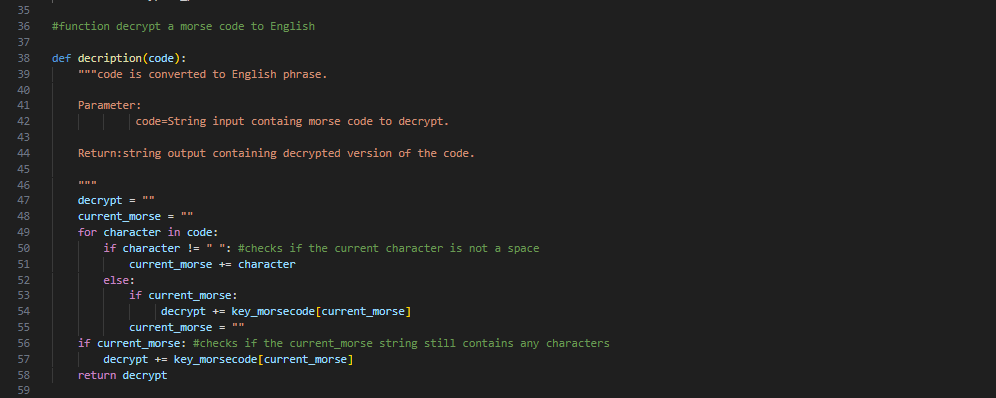 35
36 #function decrypt a morse code to English
37
38 def decription(code):
39     """code is converted to English phrase.
40
41     Parameter:
42              code=String input containg morse code to decrypt.
43
44     Return:string output containing decrypted version of the code.
45
46     """
47     decrypt = ""
48     current_morse = ""
49     for character in code:
50         if character != " ": #checks if the current character is not a space
51             current_morse += character
52         else:
53             if current_morse:
54                 decrypt += key_morsecode[current_morse]
55             current_morse = ""
56     if current_morse: #checks if the current_morse string still contains any characters
57         decrypt += key_morsecode[current_morse]
58     return decrypt
59